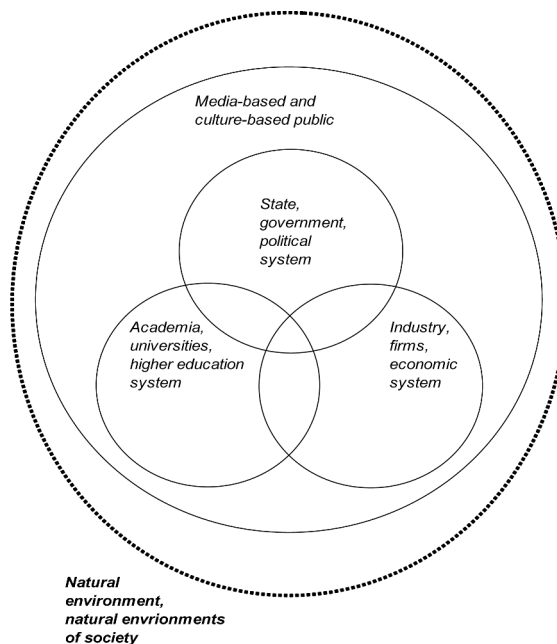 Media-based and
culture-based public
State,
government,
political
system
Academia,
universities,
higher education
system
Industry,
firms,
economic
system
Natural
environment,
natural envrionments
of society